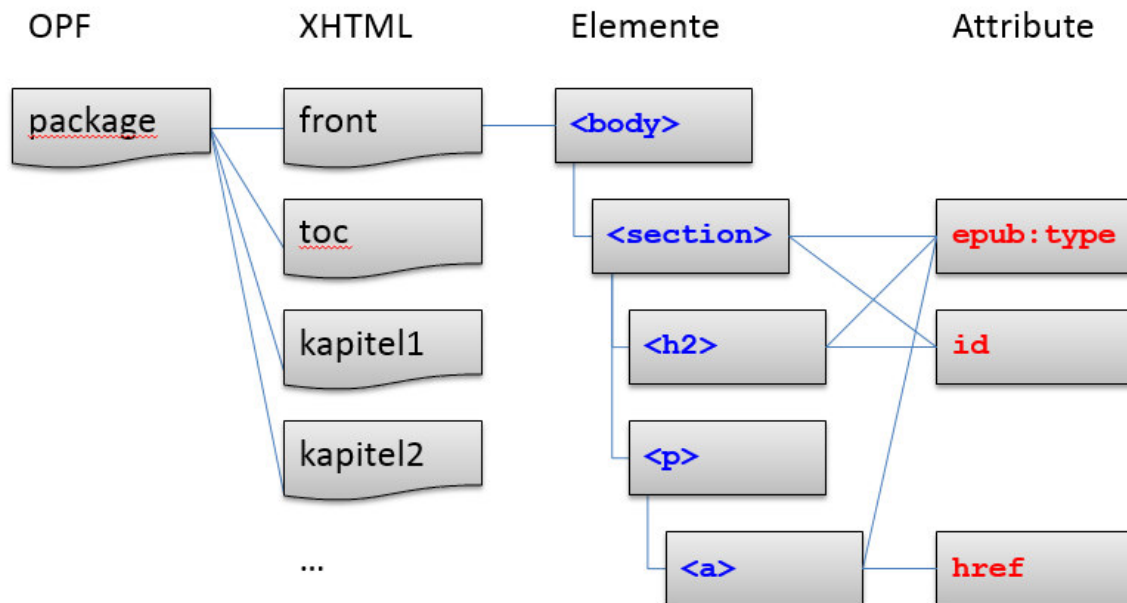 OPF
XHTML
Elemente
Attribute
package
front
<body>
toc
<section>
epub:type
kapitel1
<h2>
id
kapitel2
<p>
...
<a>
href